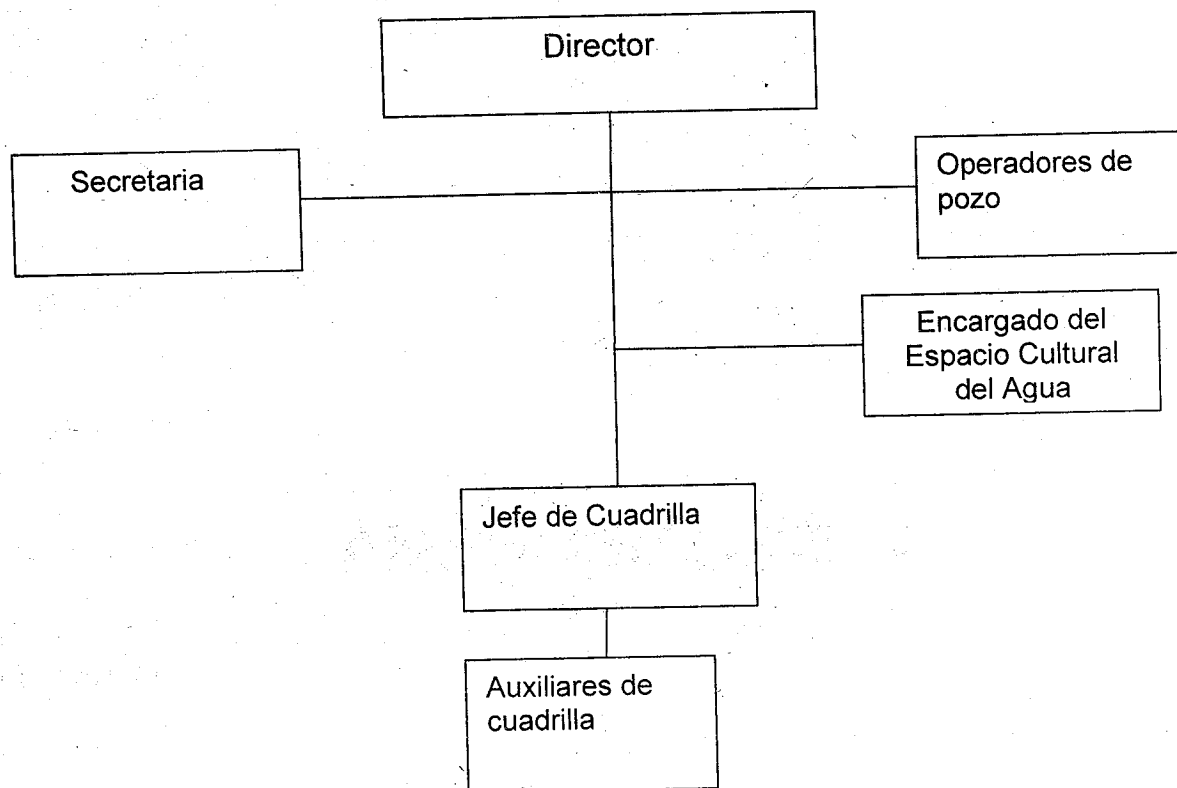 Director
Secretaria
Operadores de
pozo
Encargado del
Espacio Cultural
del Agua
Jefe de Cuadrilla
Auxiliares de
cuadrilla